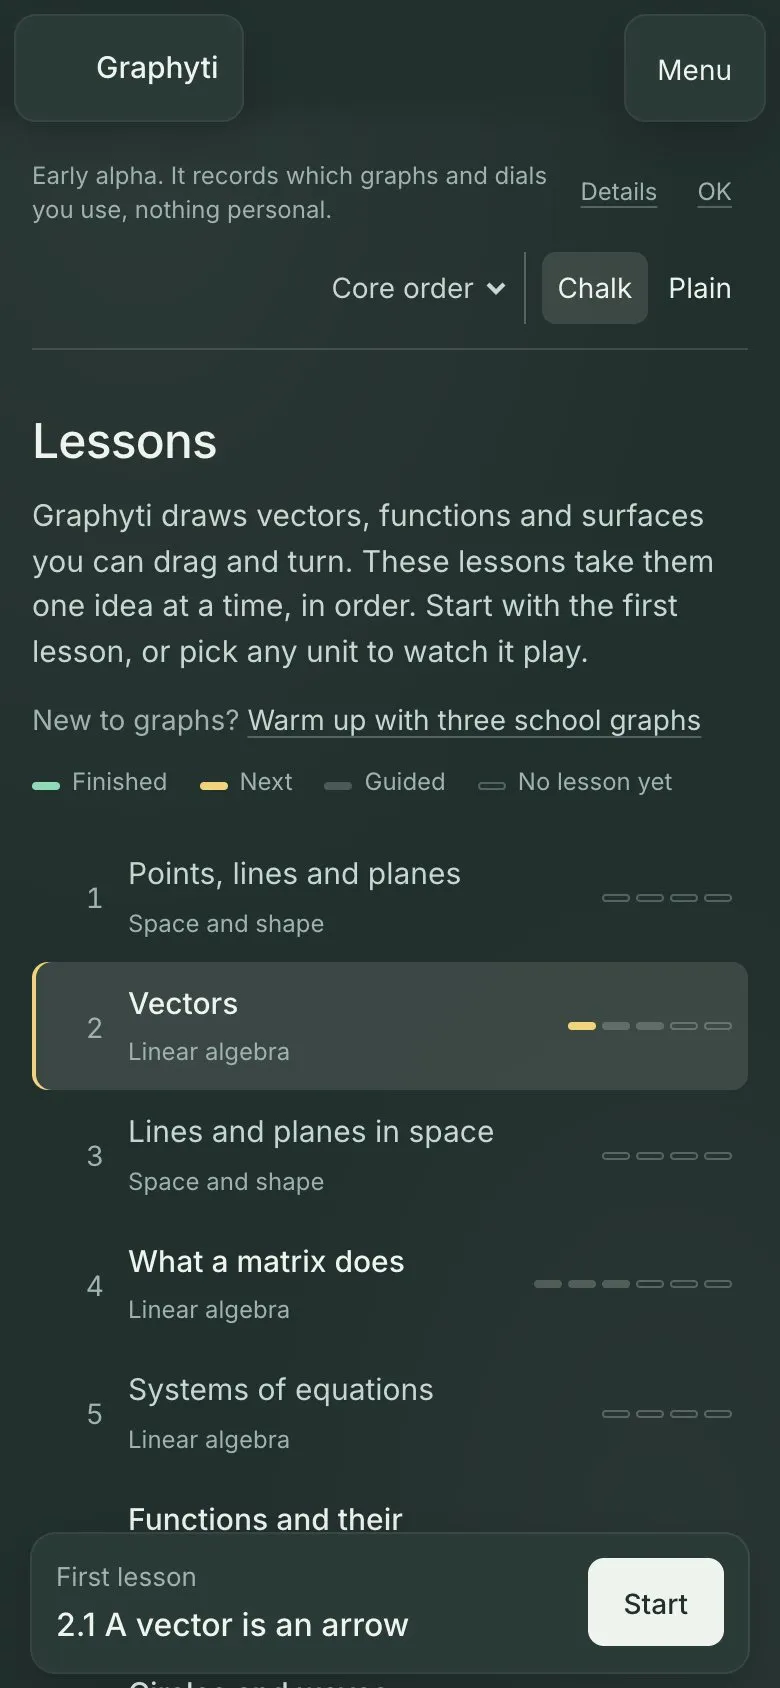 Graphyti
Menu
Early alpha. It records which graphs and dials
you use, nothing personal.
Details
OK
Core order
Chalk
Plain
Lessons
Graphyti draws vectors, functions and surfaces
you can drag and turn. These lessons take them
one idea at a time, in order. Start with the first
lesson, or pick any unit to watch it play.
New to graphs? Warm up with three school graphs
Finished
Next
Guided
No lesson yet
1
Points, lines and planes
Space and shape
2
Vectors
Linear algebra
3
Lines and planes in space
Space and shape
4
What a matrix does
Linear algebra
5
Systems of equations
Linear algebra
Functions and their
First lesson
2.1 A vector is an arrow
Start